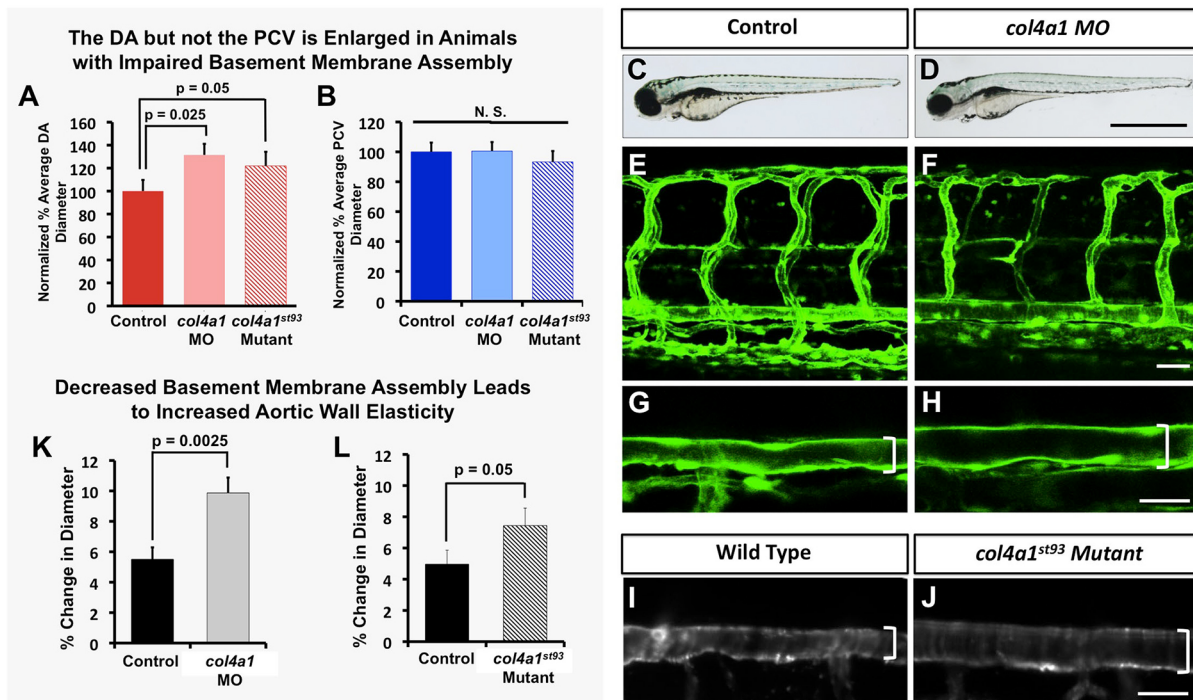 The DA but not the PCV is Enlarged in Animals
with Impaired Basement Membrane Assembly
A
p = 0.05
p = 0.025
Normalized % Average DA
Diameter
160
140
120
100
80
60
40
20
0
Control
col4a1
MO
col4a1st93
Mutant
B
N. S.
Normalized % Average PCV
Diameter
120
100
80
60
40
20
0
Control
col4a1
MO
col4a1st93
Mutant
Decreased Basement Membrane Assembly Leads
to Increased Aortic Wall Elasticity
K
p = 0.0025
% Change in Diameter
12
10
8
6
4
2
0
Control
col4a1
MO
L
p = 0.05
% Change in Diameter
12
10
8
6
4
2
0
Control
col4a1st93
Mutant
Control
col4a1 MO
C
D
E
F
G
H
Wild Type
col4a1st93 Mutant
I
J